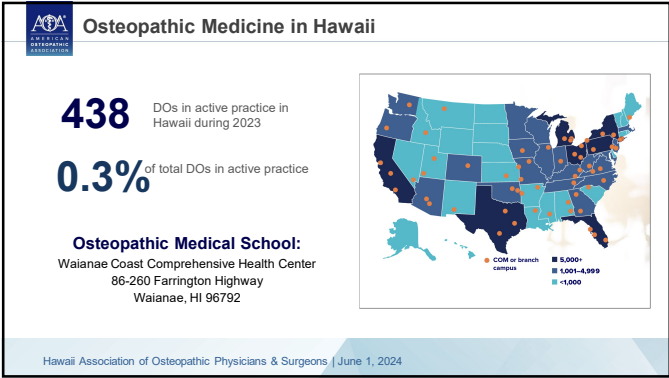 AOA
AMERICAN
OSTEOPATHIC
ASSOCIATION
Osteopathic Medicine in Hawaii
438
DOs in active practice in
Hawaii during 2023
0.3%
of total DOs in active practice
Osteopathic Medical School:
Waianae Coast Comprehensive Health Center
86-260 Farrington Highway
Waianae, HI 96792
COM or branch
campus
5,000+
1,001–4,999
<1,000
Hawaii Association of Osteopathic Physicians & Surgeons | June 1, 2024